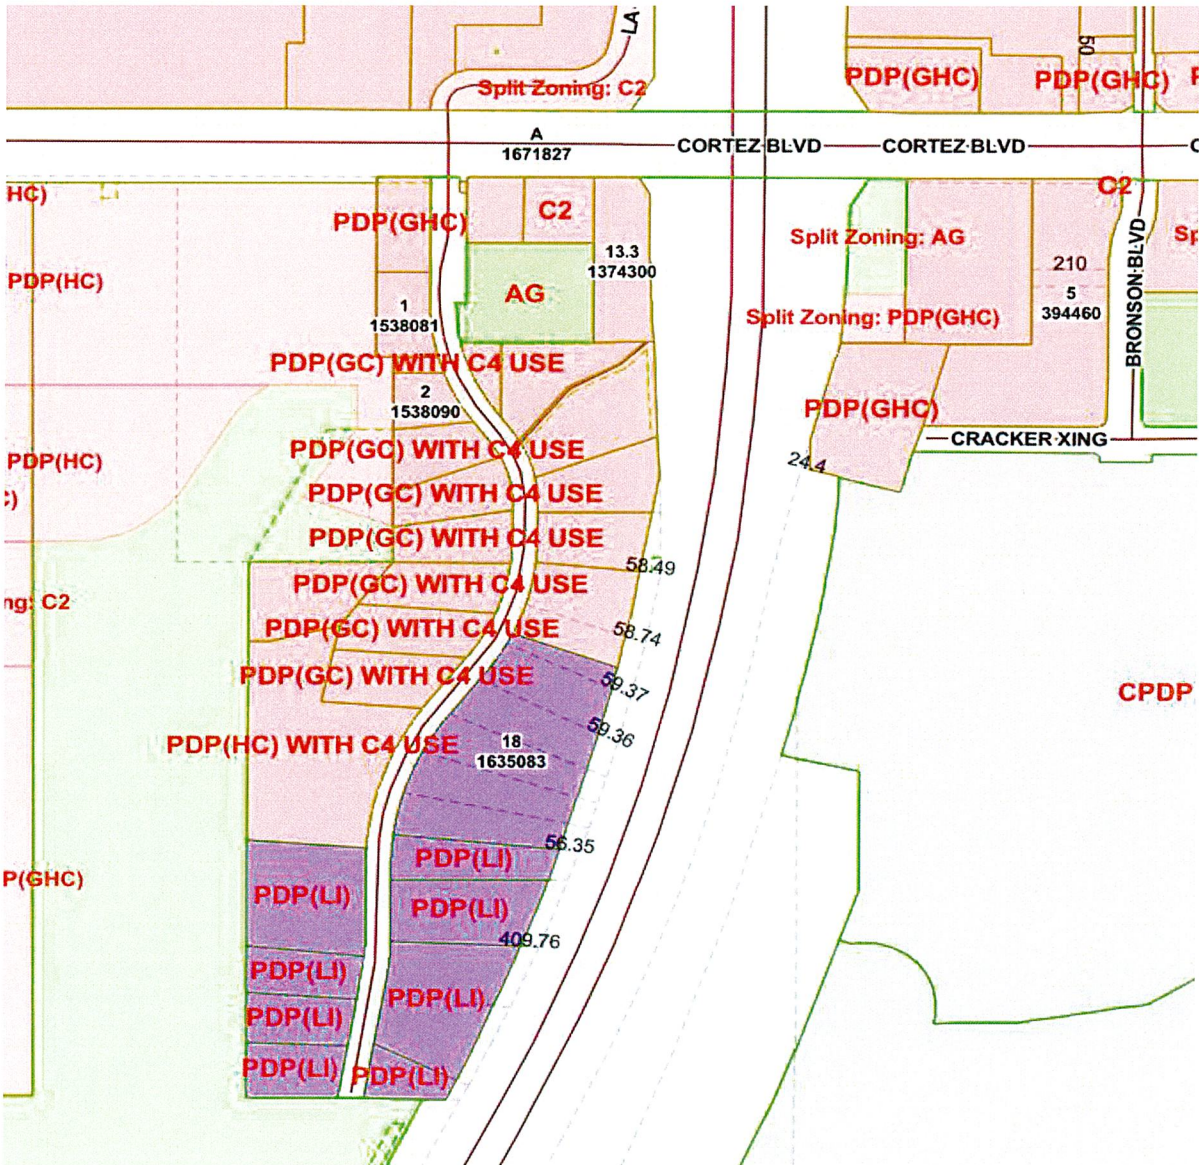 LA
50
Split Zoning: C2
PDP(GHC)
PDP(GHC)
A
1671827
CORTEZ BLVD
CORTEZ BLVD
HC)
PDP(GHC)
C2
C2
13.3
1374300
Split Zoning: AG
BRONSON BLVD
Sp
PDP(HC)
AG
210
5
394460
1
1538081
Split Zoning: PDP(GHC)
PDP(GC) WITH C4 USE
2
1538090
PDP(GHC)
PDP(GC) WITH C4 USE
CRACKER XING
PDP(HC)
24.4
PDP(GC) WITH C4 USE
PDP(GC) WITH C4 USE
58.49
PDP(GC) WITH C4 USE
ng: C2
PDP(GC) WITH C4 USE
58.74
PDP(GC) WITH C4 USE
59.37
CPDP
59.36
PDP(HC) WITH C4 USE
18
1635083
56.35
PDP(LI)
P(GHC)
PDP(LI)
PDP(LI)
409.76
PDP(LI)
PDP(LI)
PDP(LI)
PDP(LI)
PDP(LI)